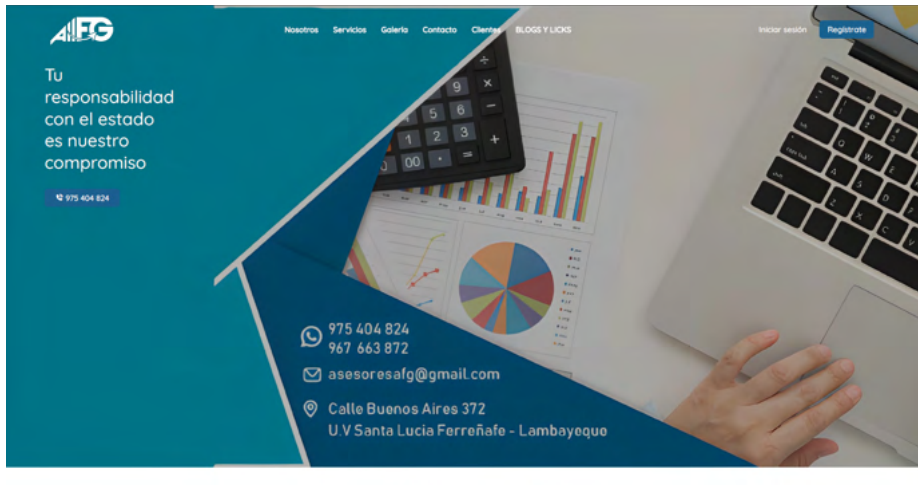 AFG
Nosotros Servicios Galería Contacto Clientes BLOGS Y LICKS
Iniciar sesión Regístrate
Tu
responsabilidad
con el estado
es nuestro
compromiso
975 404 824
975 404 824
967 663 872
asesoresafg@gmail.com
Calle Buenos Aires 372
U.V Santa Lucia Ferreñafe - Lambayeque